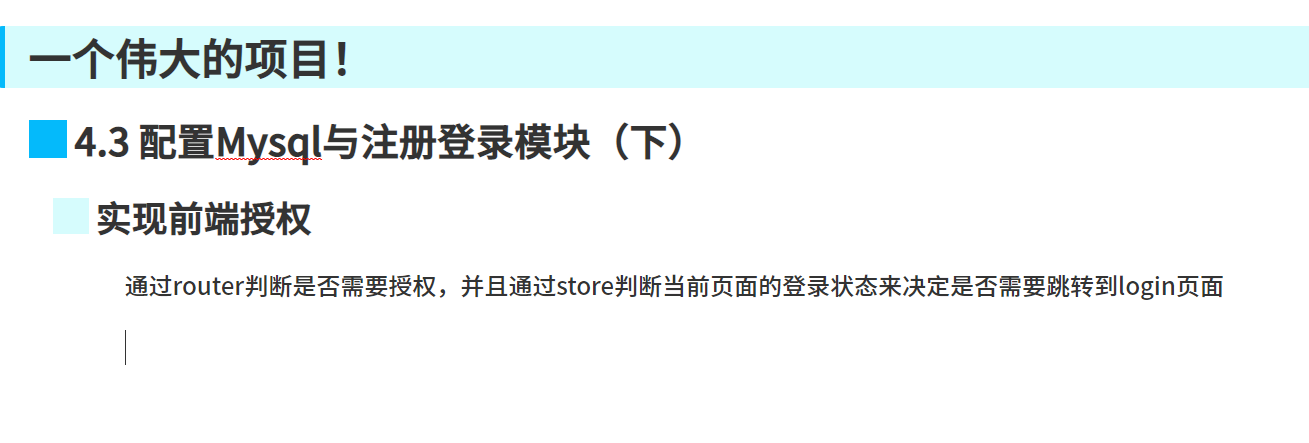 一个伟大的项目！
4.3 配置Mysql与注册登录模块（下）
实现前端授权
通过router判断是否需要授权，并且通过store判断当前页面的登录状态来决定是否需要跳转到login页面